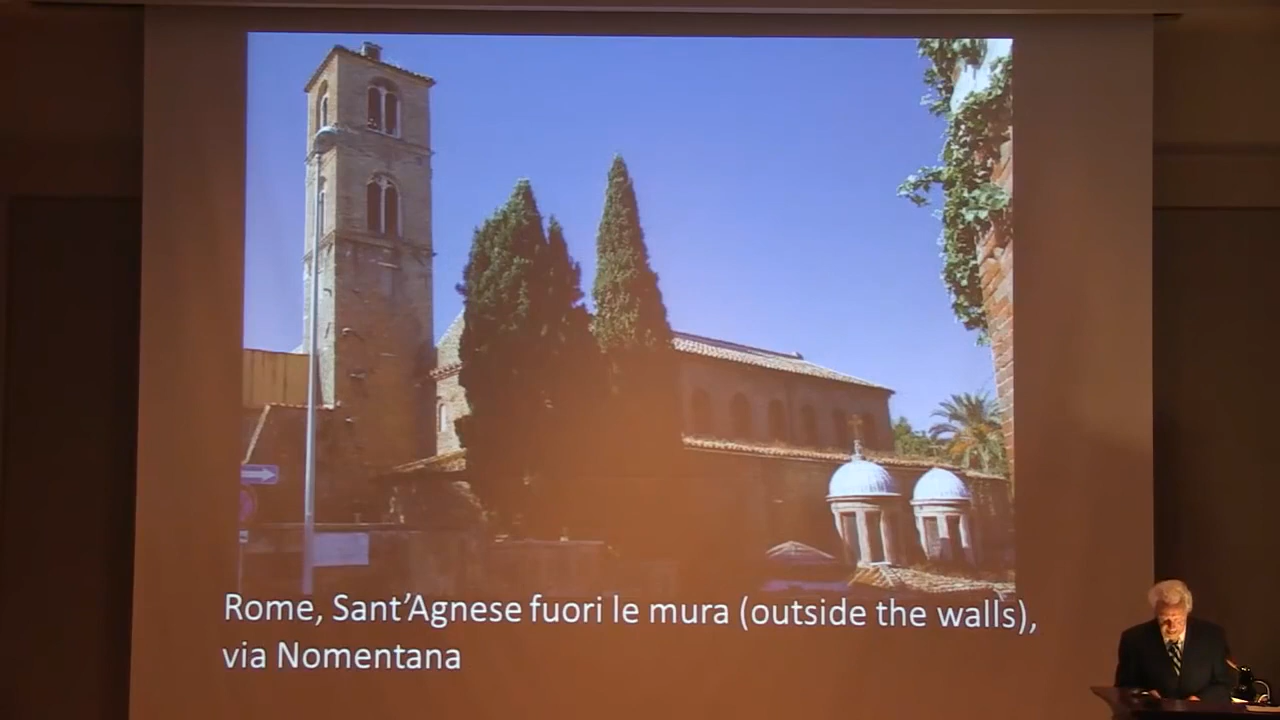 Rome, Sant’Agnese fuori le mura (outside the walls),
via Nomentana